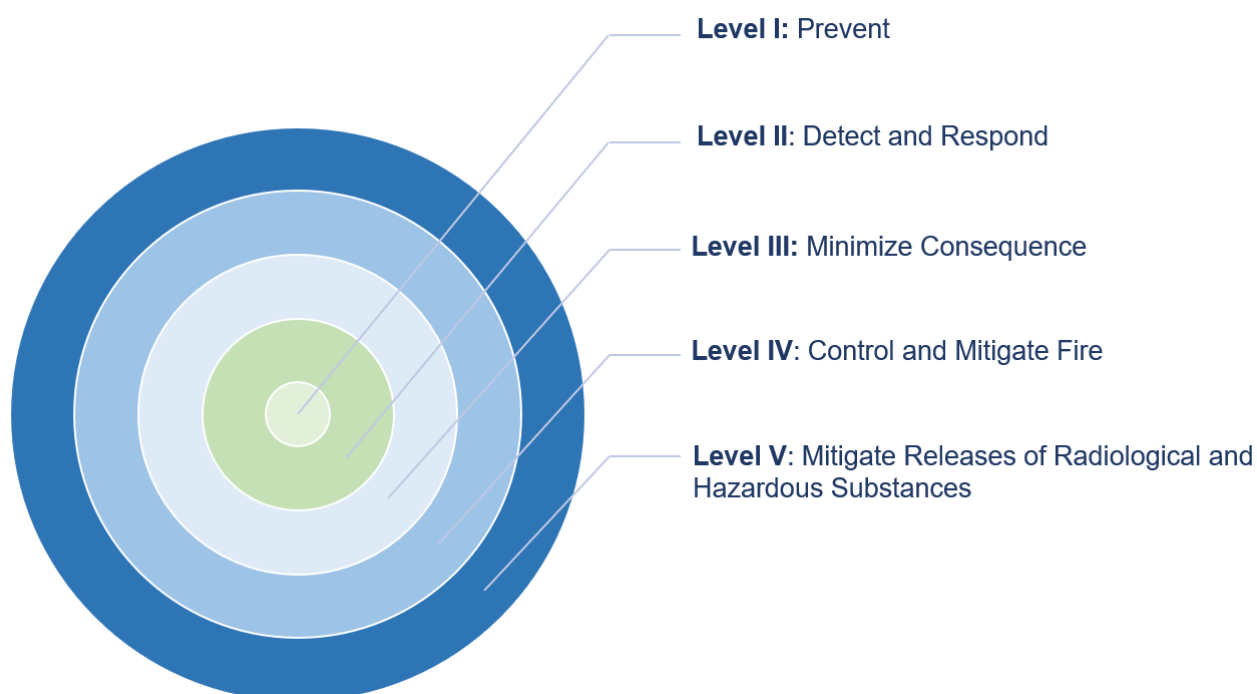 Level I: Prevent
Level II: Detect and Respond
Level III: Minimize Consequence
Level IV: Control and Mitigate Fire
Level V: Mitigate Releases of Radiological and
Hazardous Substances